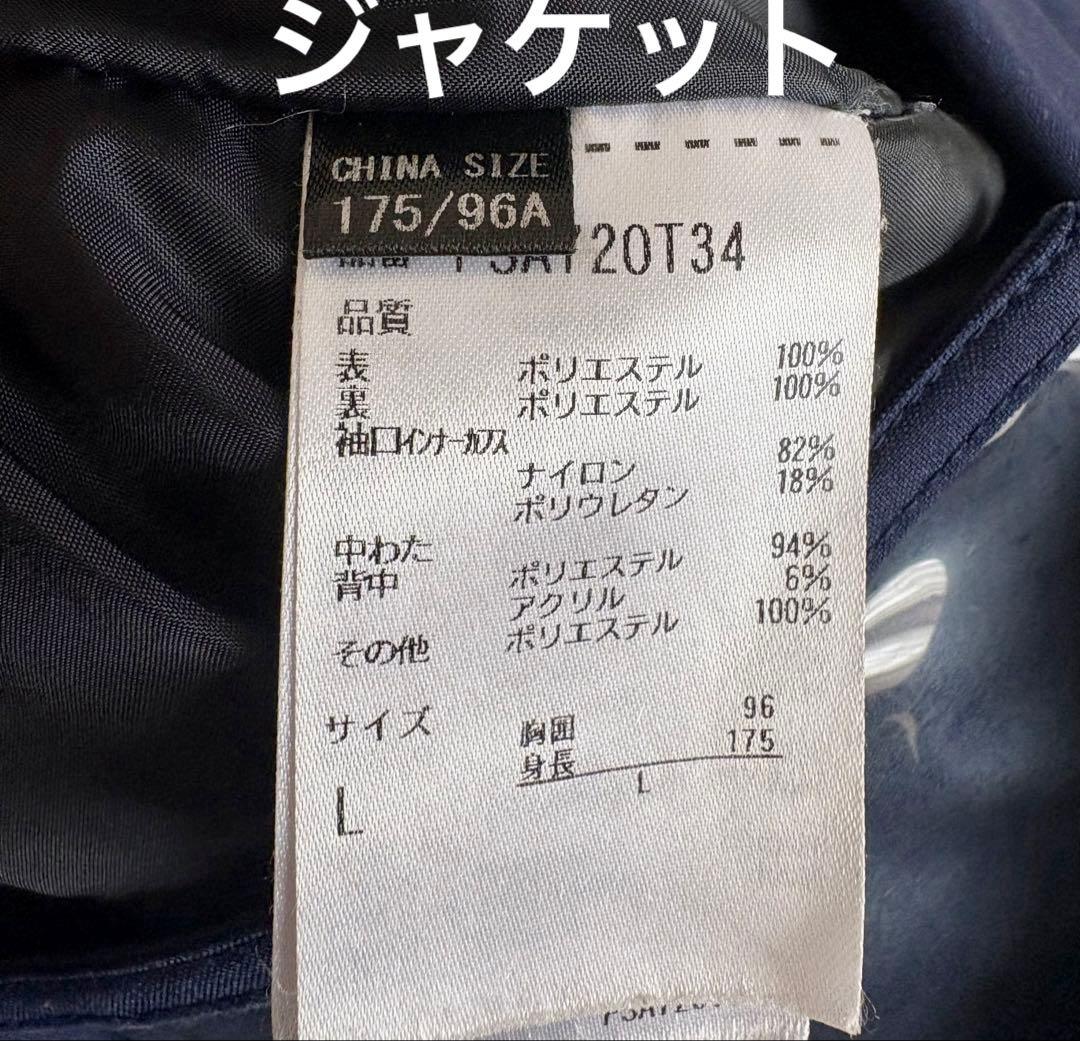 ジャケット
CHINA SIZE
175/96A
20T34
品質
表 ポリエステル 100%
裏 ポリエステル 100%
袖口インナーカフス
ナイロン 82%
ポリウレタン 18%
中わた
背中 ポリエステル 94%
アクリル 6%
その他 ポリエステル 100%
サイズ
胸囲 96
身長 175
L
L